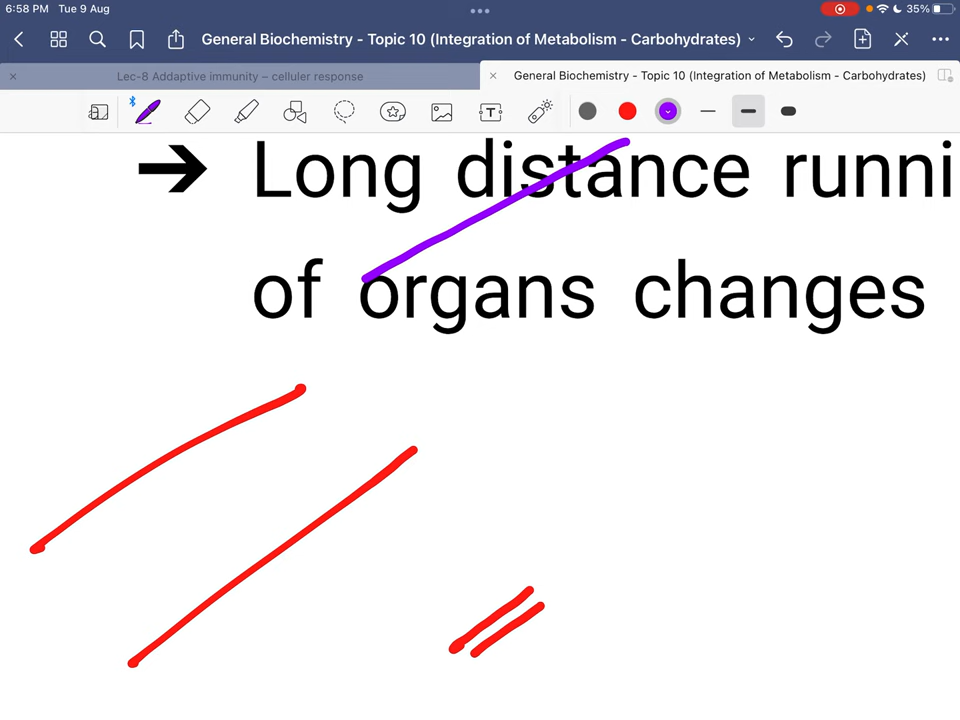 6:58 PM Tue 9 Aug 35%
General Biochemistry - Topic 10 (Integration of Metabolism - Carbohydrates)
Lec-8 Addaptive immunity – celluler response General Biochemistry - Topic 10 (Integration of Metabolism - Carbohydrates)
T
➔ Long distance runni
of organs changes